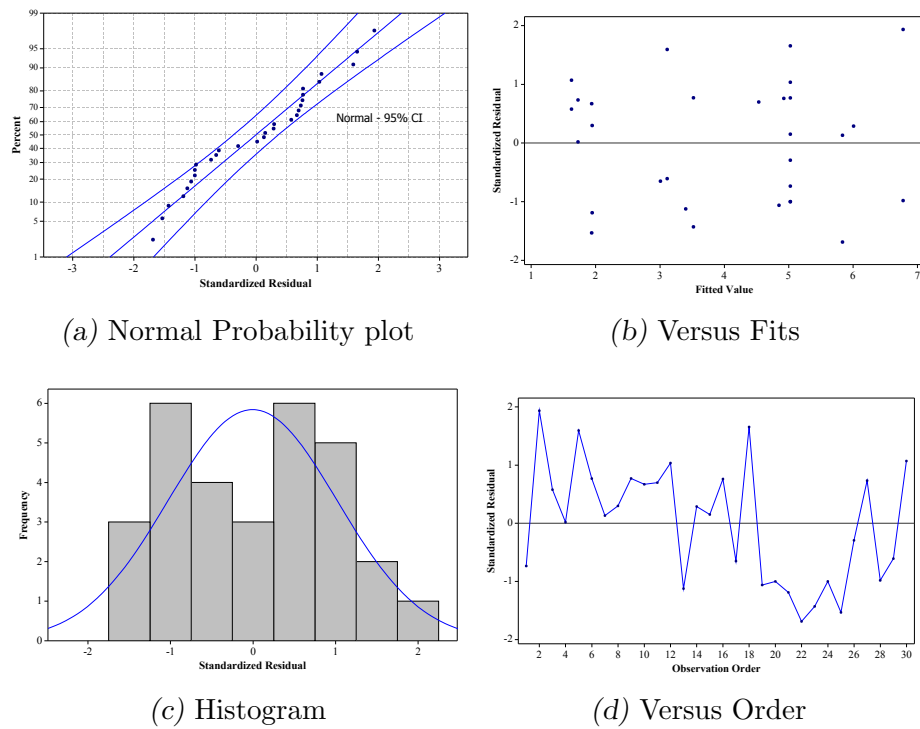 99
95
90
80
70
60
50
40
30
20
10
5
1
Percent
Normal - 95% CI
-3 -2 -1 0 1 2 3
Standardized Residual
(a) Normal Probability plot
2
1
0
-1
-2
Standardized Residual
1 2 3 4 5 6 7
Fitted Value
(b) Versus Fits
6
5
4
3
2
1
0
Frequency
-2 -1 0 1 2
Standardized Residual
(c) Histogram
2
1
0
-1
-2
Standardized Residual
2 4 6 8 10 12 14 16 18 20 22 24 26 28 30
Observation Order
(d) Versus Order